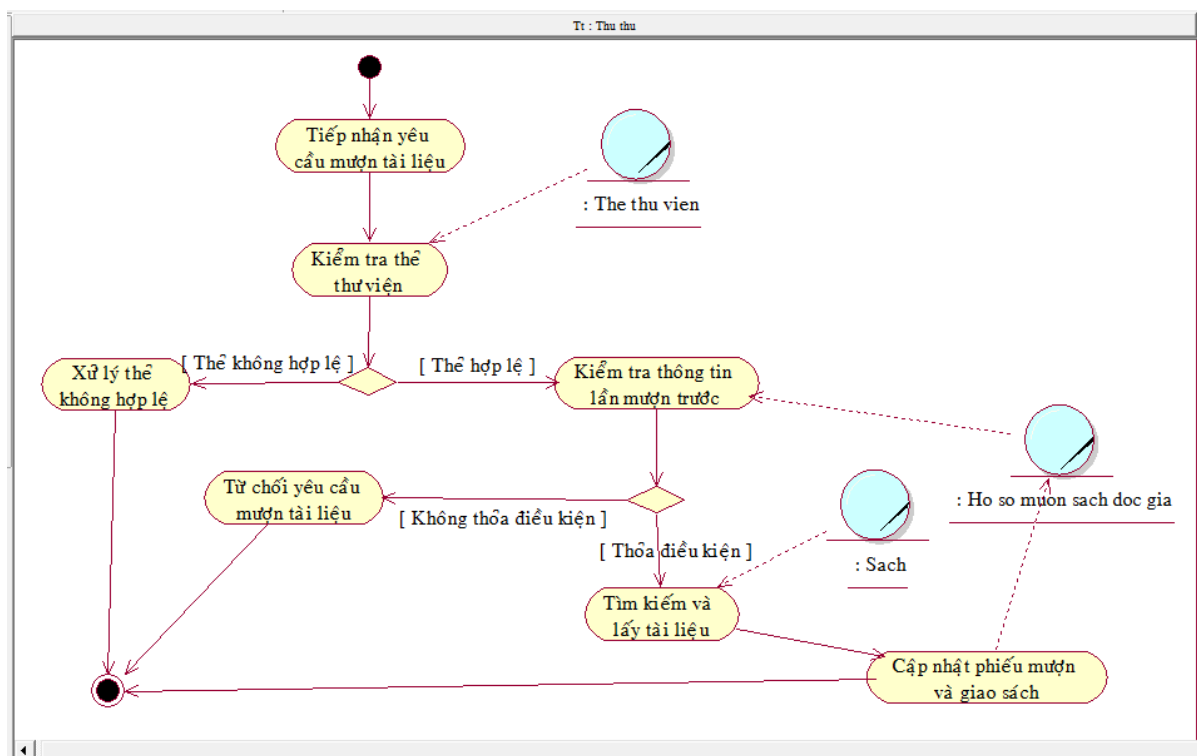 Tt : Thu thu
Tiếp nhận yêu
cầu mượn tài liệu
: The thu vien
Kiểm tra thẻ
thư viện
[ Thẻ không hợp lệ ]
[ Thẻ hợp lệ ]
Xử lý thẻ
không hợp lệ
Kiểm tra thông tin
lần mượn trước
Từ chối yêu cầu
mượn tài liệu
[ Không thỏa điều kiện ]
: Ho so muon sach doc gia
[ Thỏa điều kiện ]
: Sach
Tìm kiếm và
lấy tài liệu
Cập nhật phiếu mượn
và giao sách